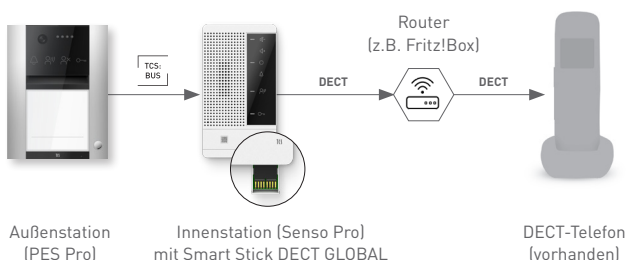 Router
(z.B. Fritz!Box)
TCS:
BUS
DECT
DECT
Außenstation
(PES Pro)
Innenstation (Senso Pro)
mit Smart Stick DECT GLOBAL
DECT-Telefon
(vorhanden)